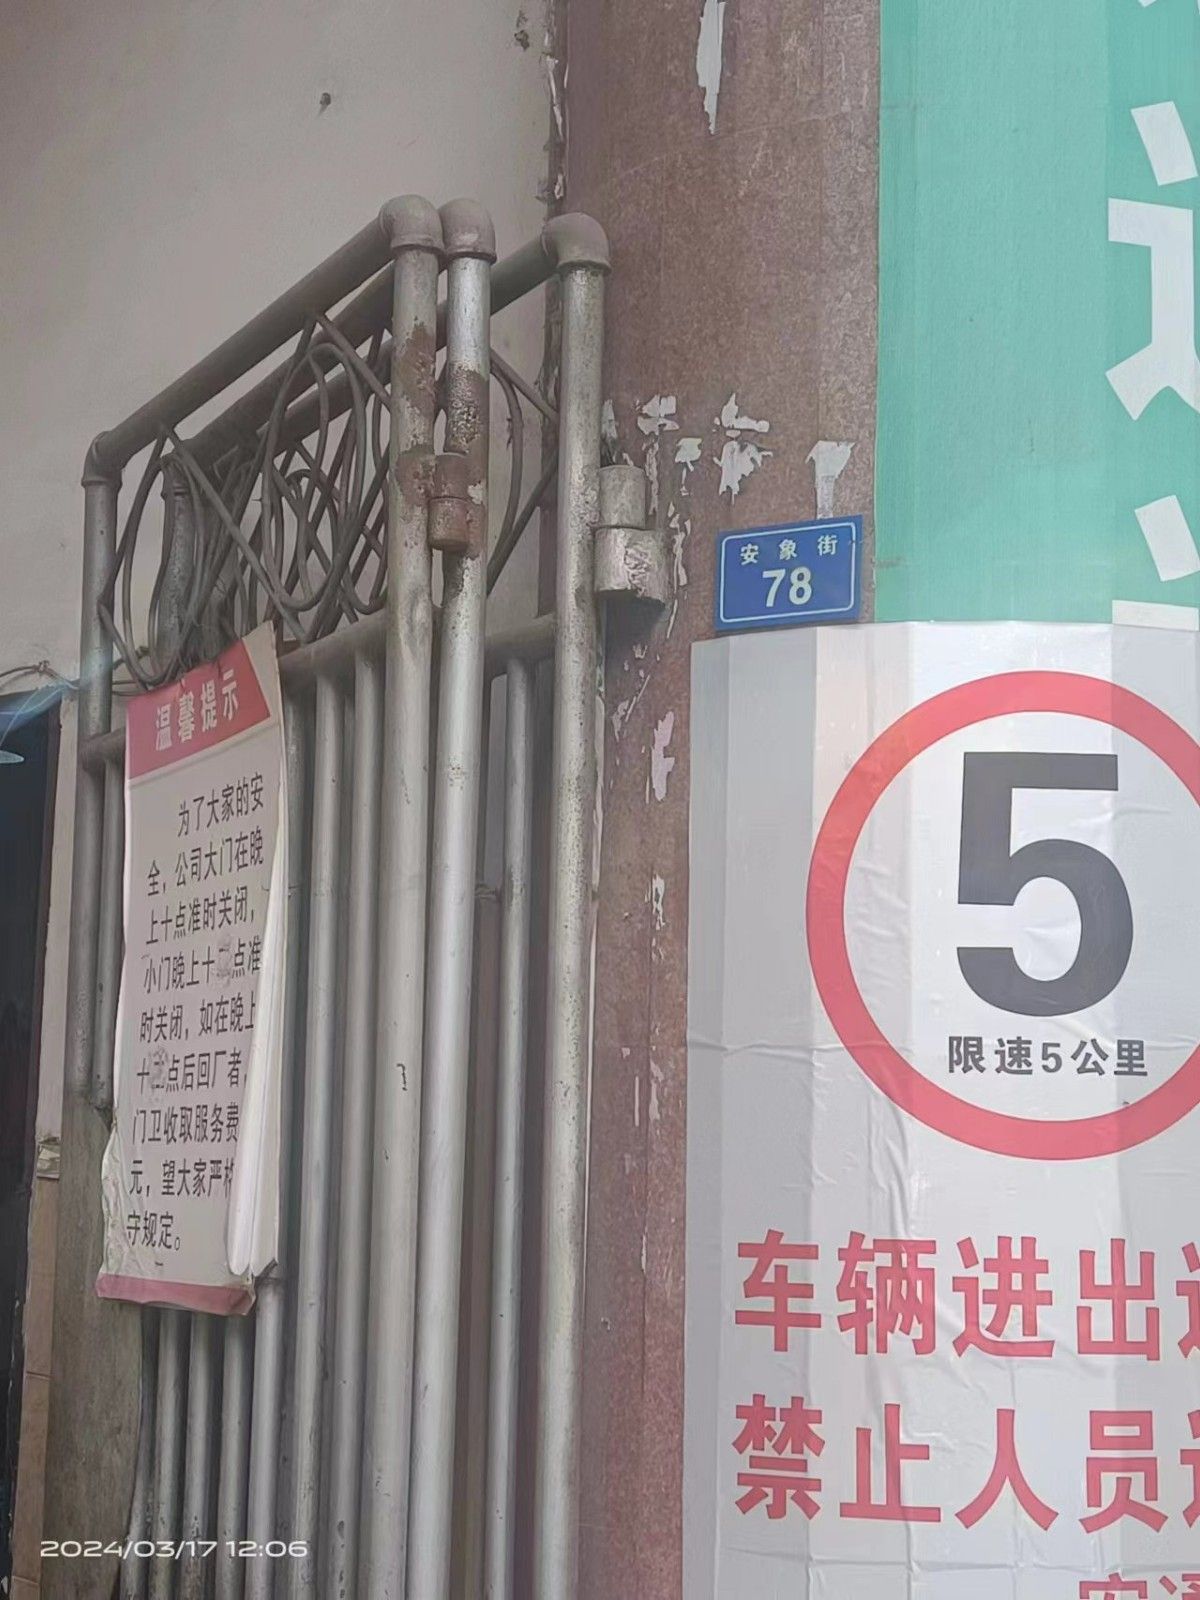 安象街
78
温馨提示
为了大家的安
全，公司大门在晚
上十点准时关闭，
小门晚上十二点准
时关闭，如在晚上
十二点后回厂者，
门卫收取服务费
元，望大家严格
守规定。
5
限速5公里
车辆进出
禁止人员
2024/03/17 12:06